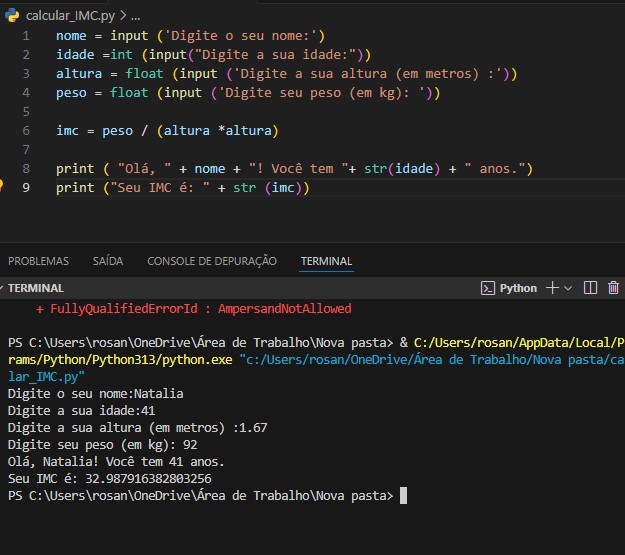 calcular_IMC.py > ...
1 nome = input ('Digite o seu nome:')
2 idade =int (input("Digite a sua idade:"))
3 altura = float (input ('Digite a sua altura (em metros) :'))
4 peso = float (input ('Digite seu peso (em kg): '))
5
6 imc = peso / (altura *altura)
7
8 print ( "Olá, " + nome + "! Você tem "+ str(idade) + " anos.")
9 print ("Seu IMC é: " + str (imc))
PROBLEMAS SAÍDA CONSOLE DE DEPURAÇÃO TERMINAL
TERMINAL Python
+ FullyQualifiedErrorId : AmpersandNotAllowed
PS C:\Users\rosan\OneDrive\Área de Trabalho\Nova pasta> & C:/Users/rosan/AppData/Local/P
rams/Python/Python313/python.exe "c:/Users/rosan/OneDrive/Área de Trabalho/Nova pasta/ca
lar_IMC.py"
Digite o seu nome:Natalia
Digite a sua idade:41
Digite a sua altura (em metros) :1.67
Digite seu peso (em kg): 92
Olá, Natalia! Você tem 41 anos.
Seu IMC é: 32.987916382803256
PS C:\Users\rosan\OneDrive\Área de Trabalho\Nova pasta>